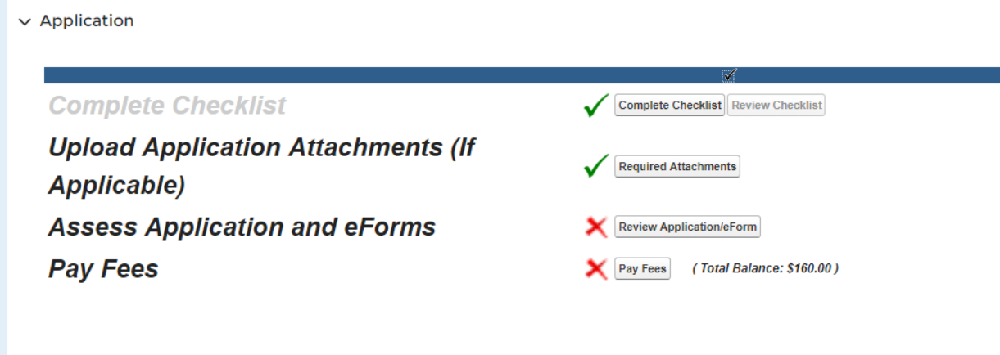 Application
Complete Checklist Complete Checklist Review Checklist
Upload Application Attachments (If
Applicable) Required Attachments
Assess Application and eForms Review Application/eForm
Pay Fees Pay Fees ( Total Balance: $160.00 )